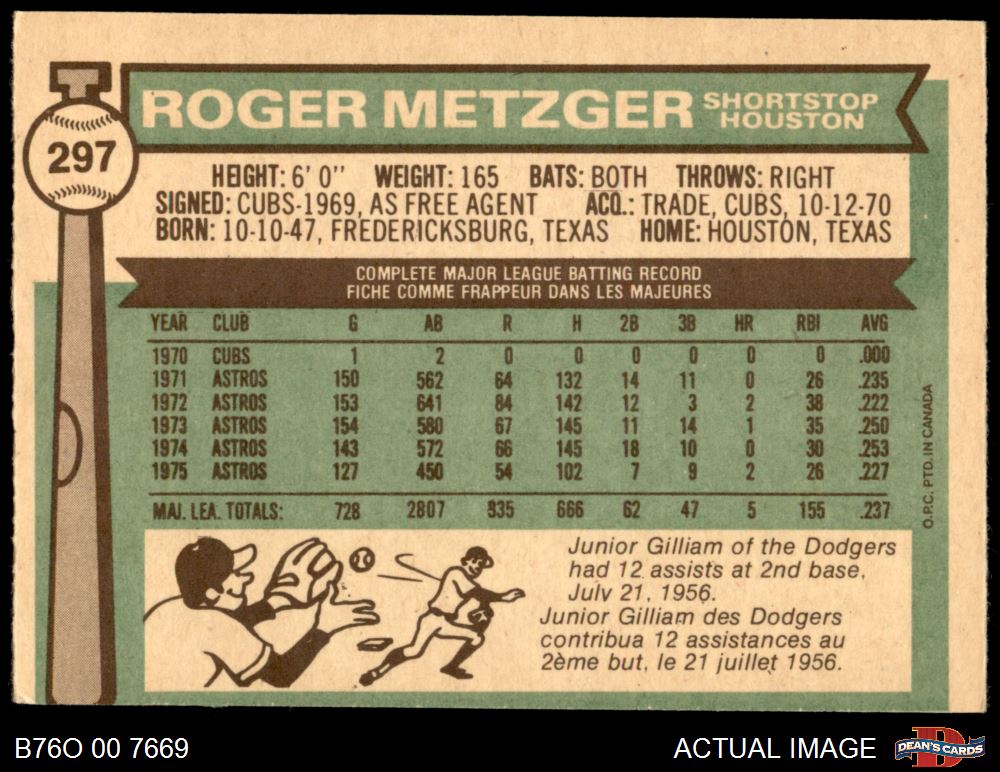 ROGER METZGER
SHORTSTOP
HOUSTON
297
HEIGHT: 6' 0" WEIGHT: 165 BATS: BOTH THROWS: RIGHT
SIGNED: CUBS-1969, AS FREE AGENT ACQ.: TRADE, CUBS, 10-12-70
BORN: 10-10-47, FREDERICKSBURG, TEXAS HOME: HOUSTON, TEXAS
COMPLETE MAJOR LEAGUE BATTING RECORD
FICHE COMME FRAPPEUR DANS LES MAJEURES
YEAR CLUB G AB R H 2B 3B HR RBI AVG
1970 CUBS 1 2 0 0 0 0 0 0 .000
1971 ASTROS 150 562 64 132 14 11 0 26 .235
1972 ASTROS 153 641 84 142 12 3 2 38 .222
1973 ASTROS 154 580 67 145 11 14 1 35 .250
1974 ASTROS 143 572 66 145 18 10 0 30 .253
1975 ASTROS 127 450 54 102 7 9 2 26 .227
MAJ. LEA. TOTALS: 728 2807 335 666 62 47 5 155 .237
O.P.C. PTD. IN CANADA
Junior Gilliam of the Dodgers
had 12 assists at 2nd base,
July 21, 1956.
Junior Gilliam des Dodgers
contribua 12 assistances au
2ème but, le 21 juillet 1956.
B76O 00 7669
ACTUAL IMAGE
DEAN'S CARDS